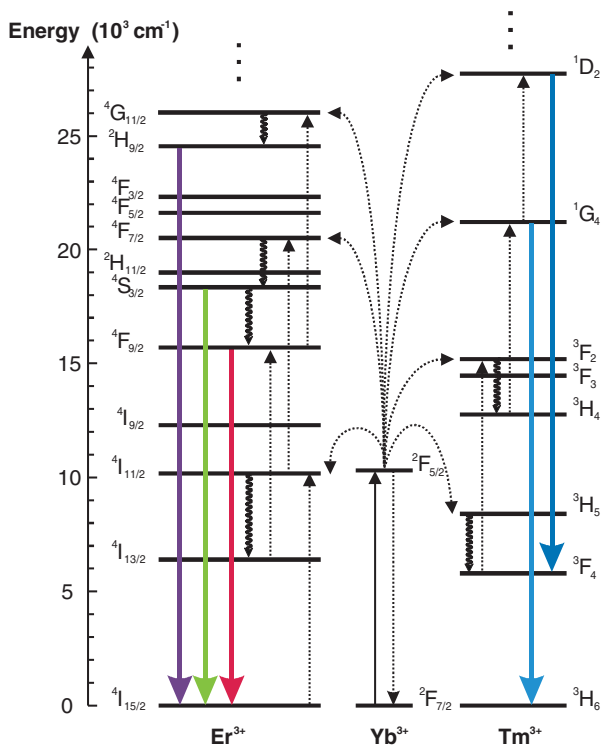 Energy (10³ cm⁻¹)
25
20
15
10
5
0
⁴G₁₁/₂
²H₉/₂
⁴F₃/₂
⁴F₅/₂
⁴F₇/₂
²H₁₁/₂
⁴S₃/₂
⁴F₉/₂
⁴I₉/₂
⁴I₁₁/₂
⁴I₁₃/₂
⁴I₁₅/₂
²F₅/₂
²F₇/₂
¹D₂
¹G₄
³F₂
³F₃
³H₄
³H₅
³F₄
³H₆
Er³⁺ Yb³⁺ Tm³⁺